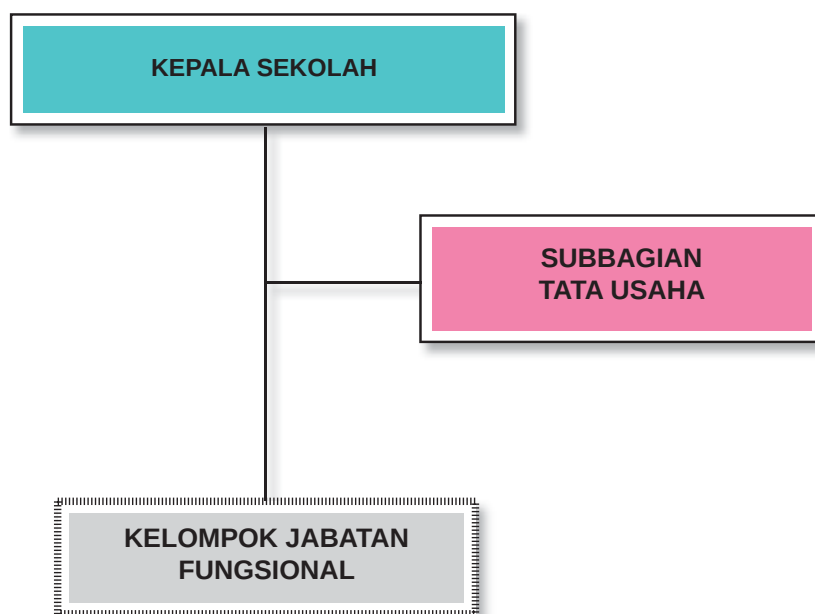 KEPALA SEKOLAH
SUBBAGIAN
TATA USAHA
KELOMPOK JABATAN
FUNGSIONAL